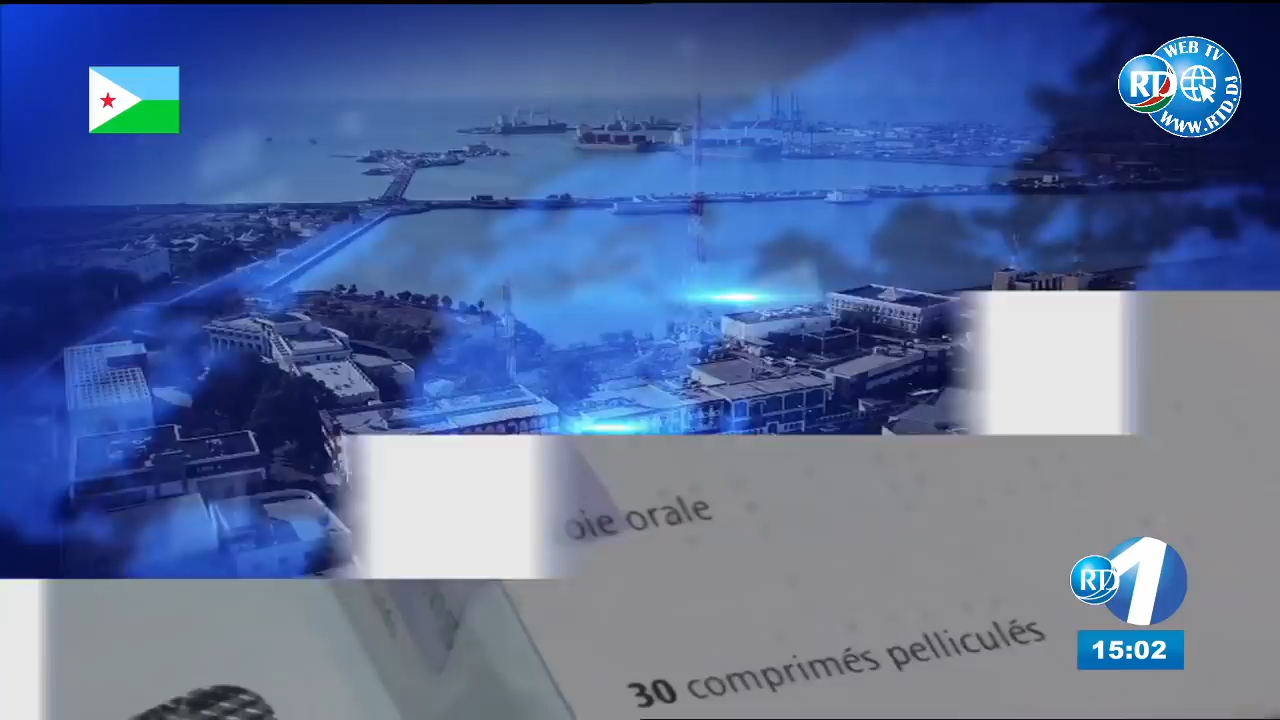 WEB TV
RTD
WWW.RTD.DJ
oie orale
30 comprimés pelliculés
RTD
1
15:02